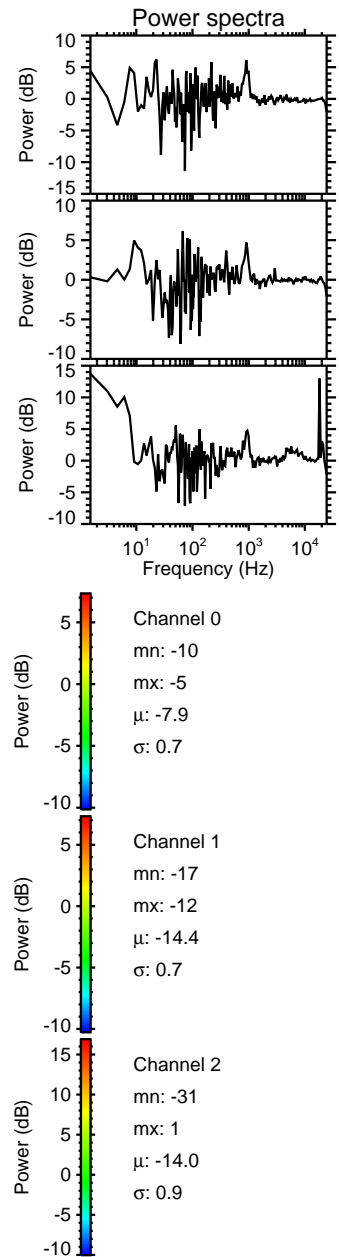 Power spectra
10
5
0
-5
-10
-15
Power (dB)
10
5
0
-5
-10
Power (dB)
15
10
5
0
-5
-10
Power (dB)
10¹ 10² 10³ 10⁴
Frequency (Hz)
5
0
-5
-10
Power (dB)
Channel 0
mn: -10
mx: -5
μ: -7.9
σ: 0.7
5
0
-5
-10
Power (dB)
Channel 1
mn: -17
mx: -12
μ: -14.4
σ: 0.7
15
10
5
0
-5
-10
Power (dB)
Channel 2
mn: -31
mx: 1
μ: -14.0
σ: 0.9